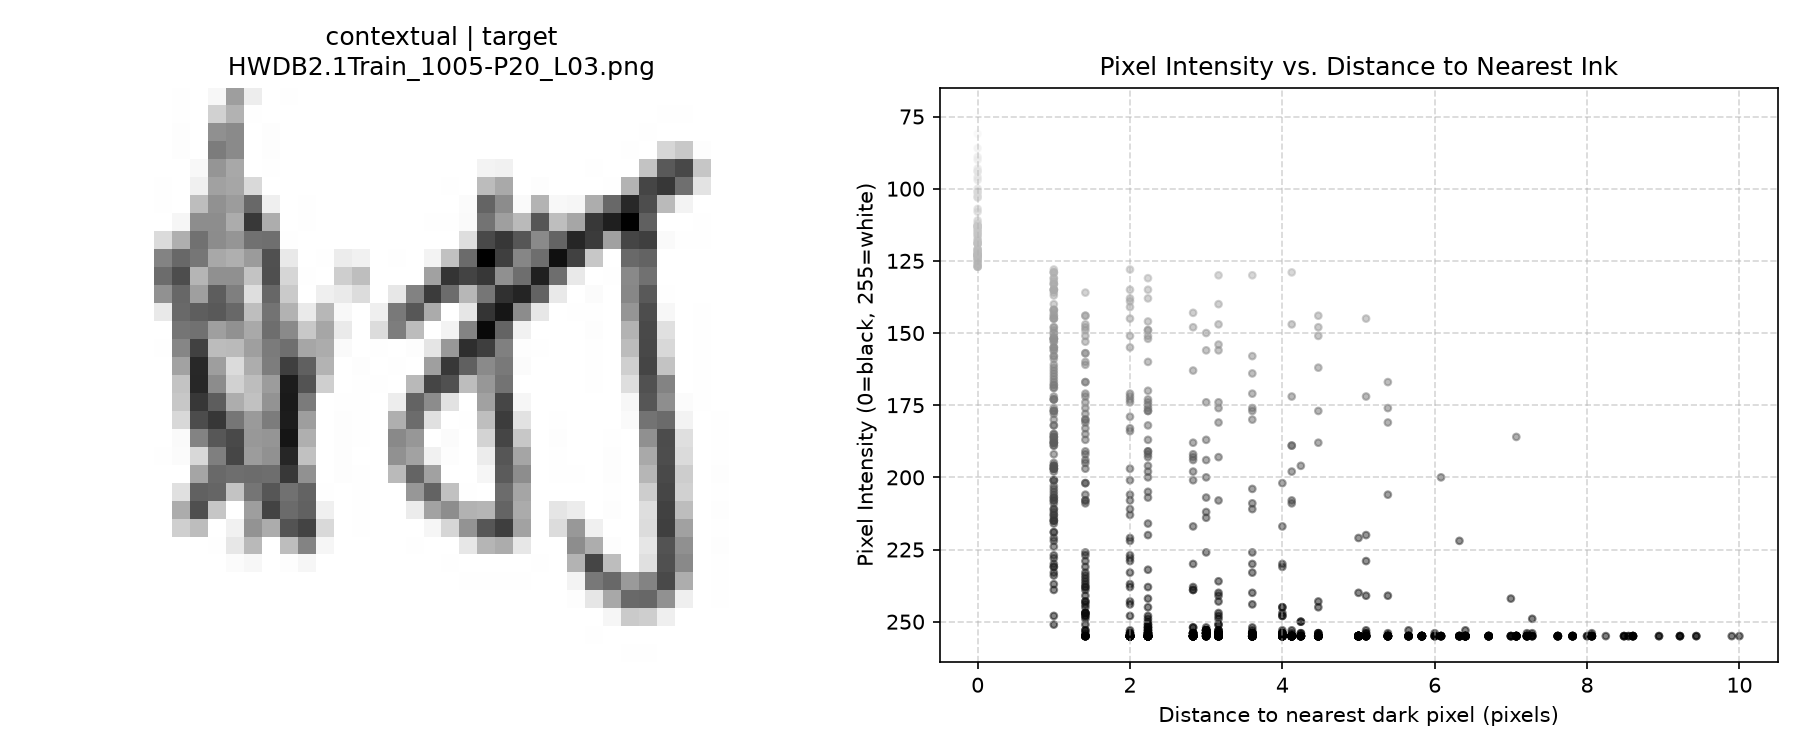 contextual | target
HWDB2.1Train_1005-P20_L03.png
Pixel Intensity vs. Distance to Nearest Ink
Pixel Intensity (0=black, 255=white)
75
100
125
150
175
200
225
250
0 2 4 6 8 10
Distance to nearest dark pixel (pixels)